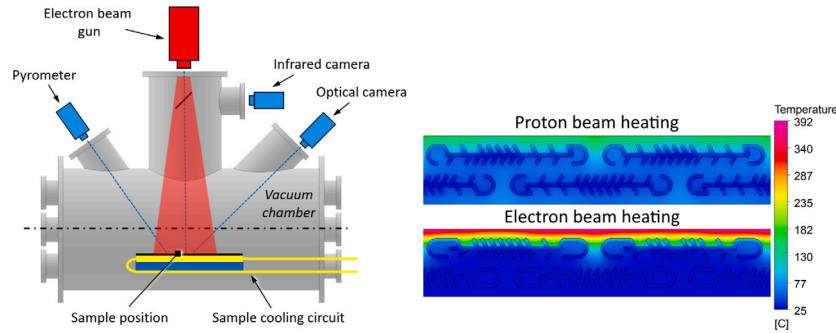 Electron beam
gun
Pyrometer
Infrared camera
Optical camera
Vacuum
chamber
Sample position
Sample cooling circuit
Proton beam heating
Electron beam heating
Temperature
392
340
287
235
182
130
77
25
[C]